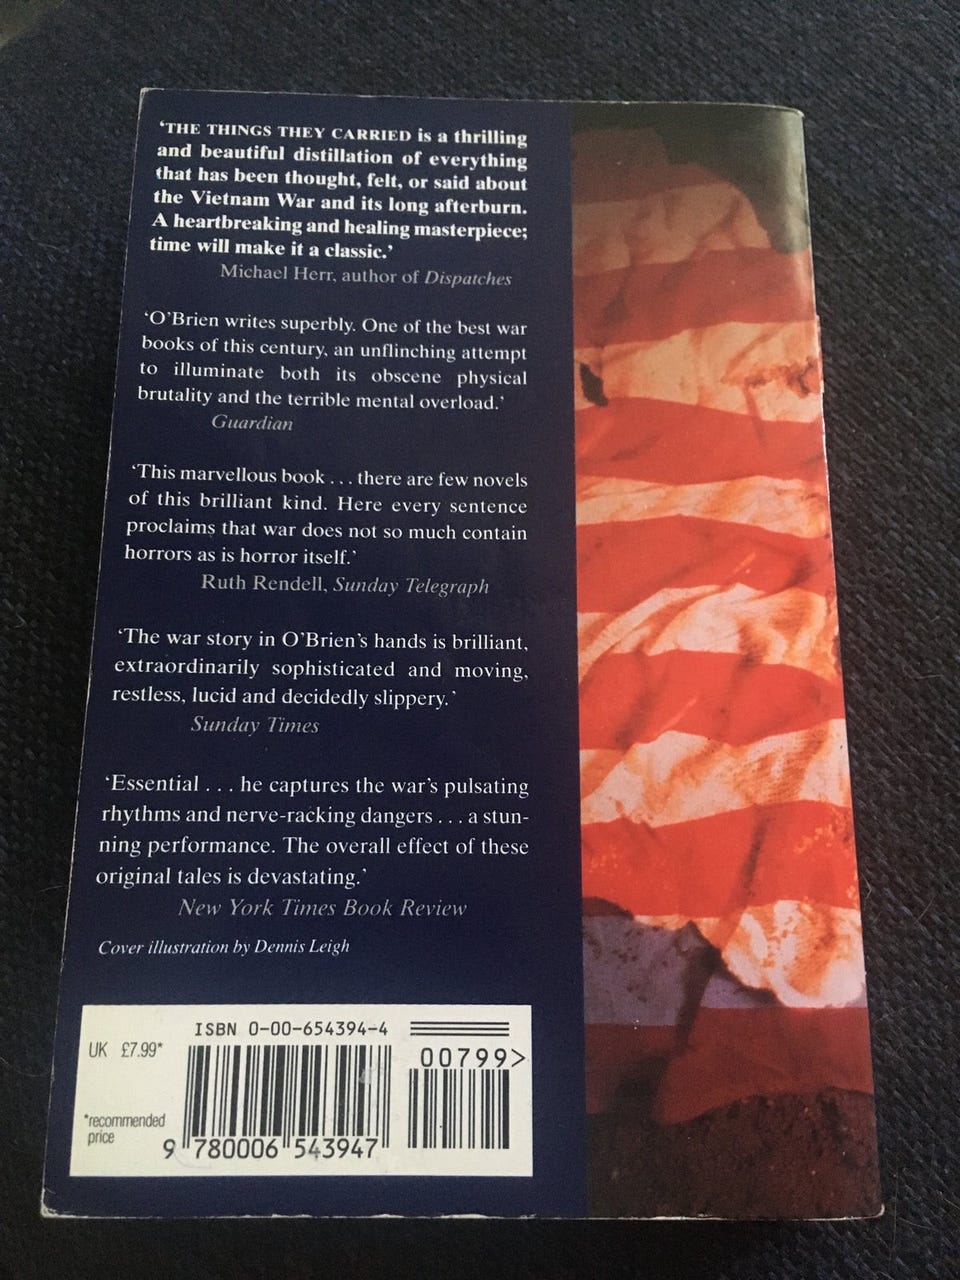 ‘THE THINGS THEY CARRIED is a thrilling
and beautiful distillation of everything
that has been thought, felt, or said about
the Vietnam War and its long afterburn.
A heartbreaking and healing masterpiece;
time will make it a classic.’
Michael Herr, author of Dispatches
‘O’Brien writes superbly. One of the best war
books of this century, an unflinching attempt
to illuminate both its obscene physical
brutality and the terrible mental overload.’
Guardian
‘This marvellous book . . . there are few novels
of this brilliant kind. Here every sentence
proclaims that war does not so much contain
horrors as is horror itself.’
Ruth Rendell, Sunday Telegraph
‘The war story in O’Brien’s hands is brilliant,
extraordinarily sophisticated and moving,
restless, lucid and decidedly slippery.’
Sunday Times
‘Essential . . . he captures the war’s pulsating
rhythms and nerve-racking dangers . . . a stun-
ning performance. The overall effect of these
original tales is devastating.’
New York Times Book Review
Cover illustration by Dennis Leigh
ISBN 0-00-654394-4
UK £7.99*
00799>
*recommended
price
9 780006 543947